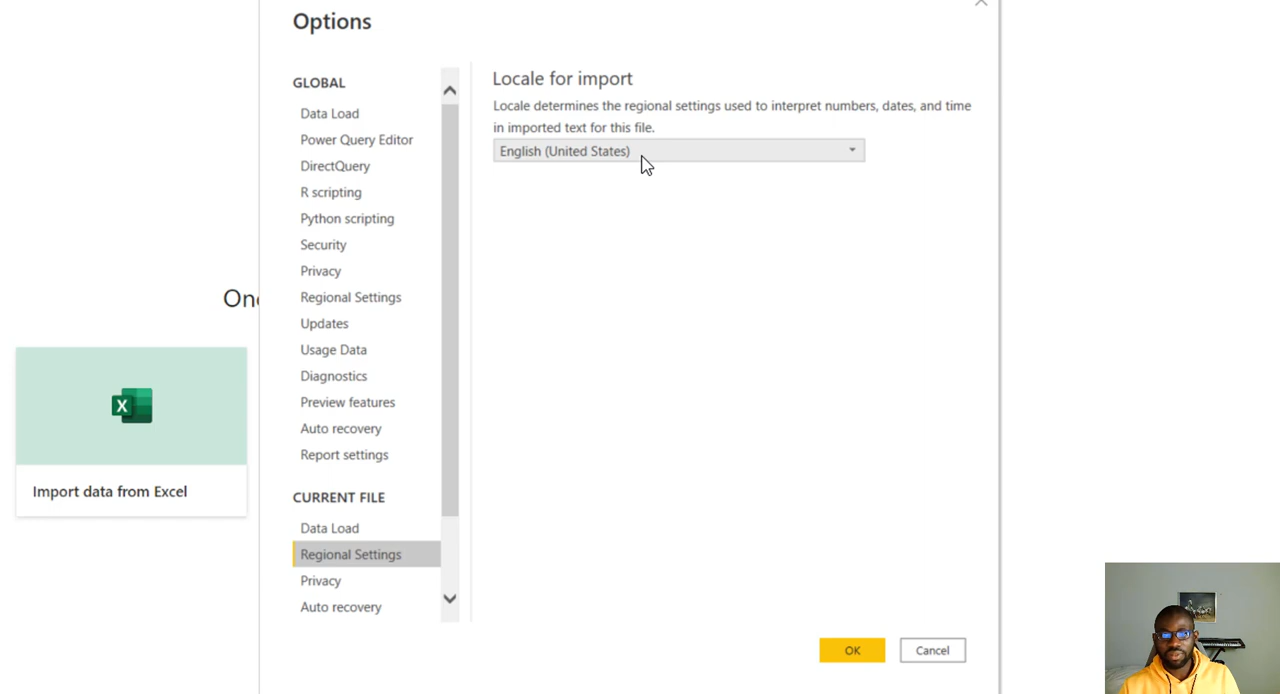 Options
GLOBAL
Data Load
Power Query Editor
DirectQuery
R scripting
Python scripting
Security
Privacy
Regional Settings
Updates
Usage Data
Diagnostics
Preview features
Auto recovery
Report settings
CURRENT FILE
Data Load
Regional Settings
Privacy
Auto recovery
Locale for import
Locale determines the regional settings used to interpret numbers, dates, and time
in imported text for this file.
English (United States)
OK
Cancel
X
Import data from Excel